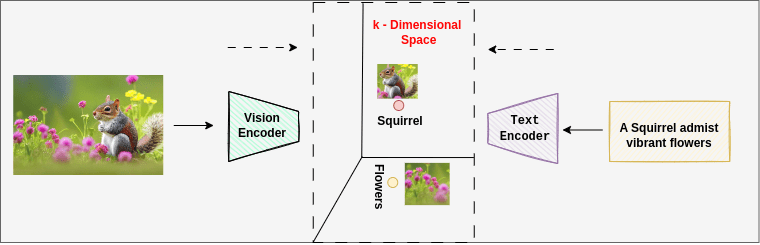 k - Dimensional
Space
Vision
Encoder
Squirrel
Flowers
Text
Encoder
A Squirrel admist
vibrant flowers